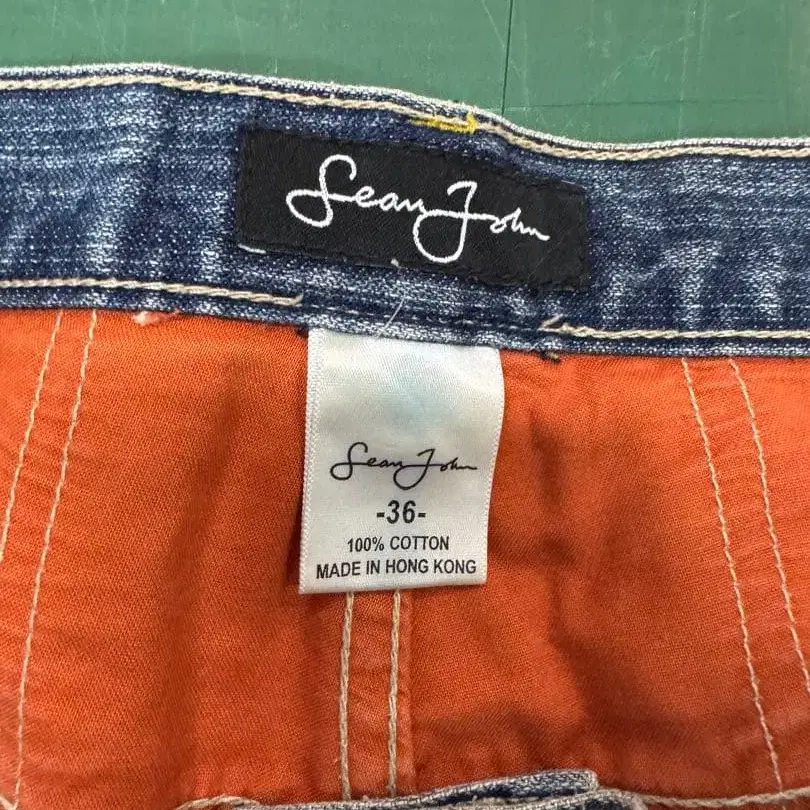 Sean John
Sean John
-36-
100% COTTON
MADE IN HONG KONG